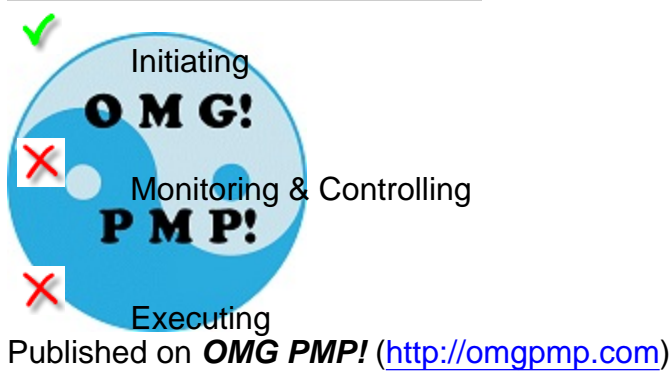 Initiating
O M G!
Monitoring & Controlling
P M P!
Executing
Published on OMG PMP! (http://omgpmp.com)